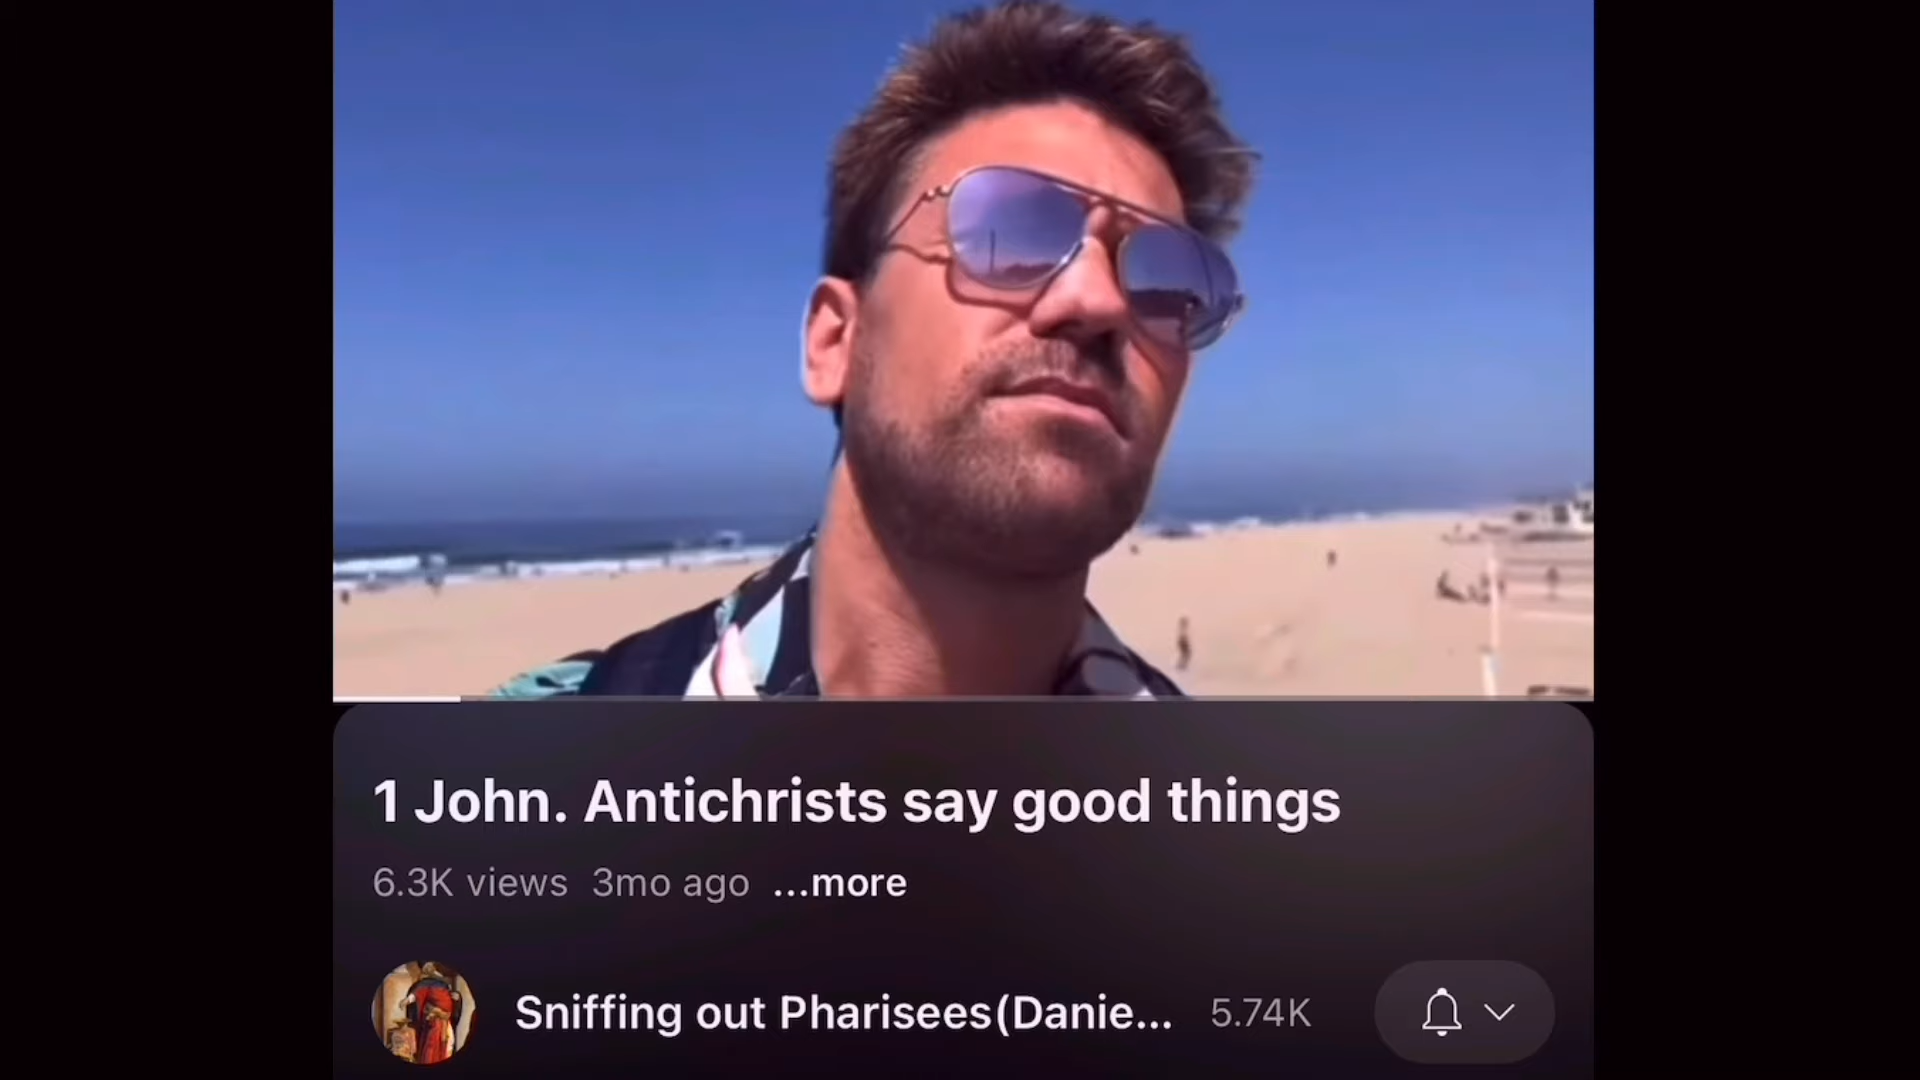 1 John. Antichrists say good things
6.3K views 3mo ago ...more
Sniffing out Pharisees(Danie... 5.74K